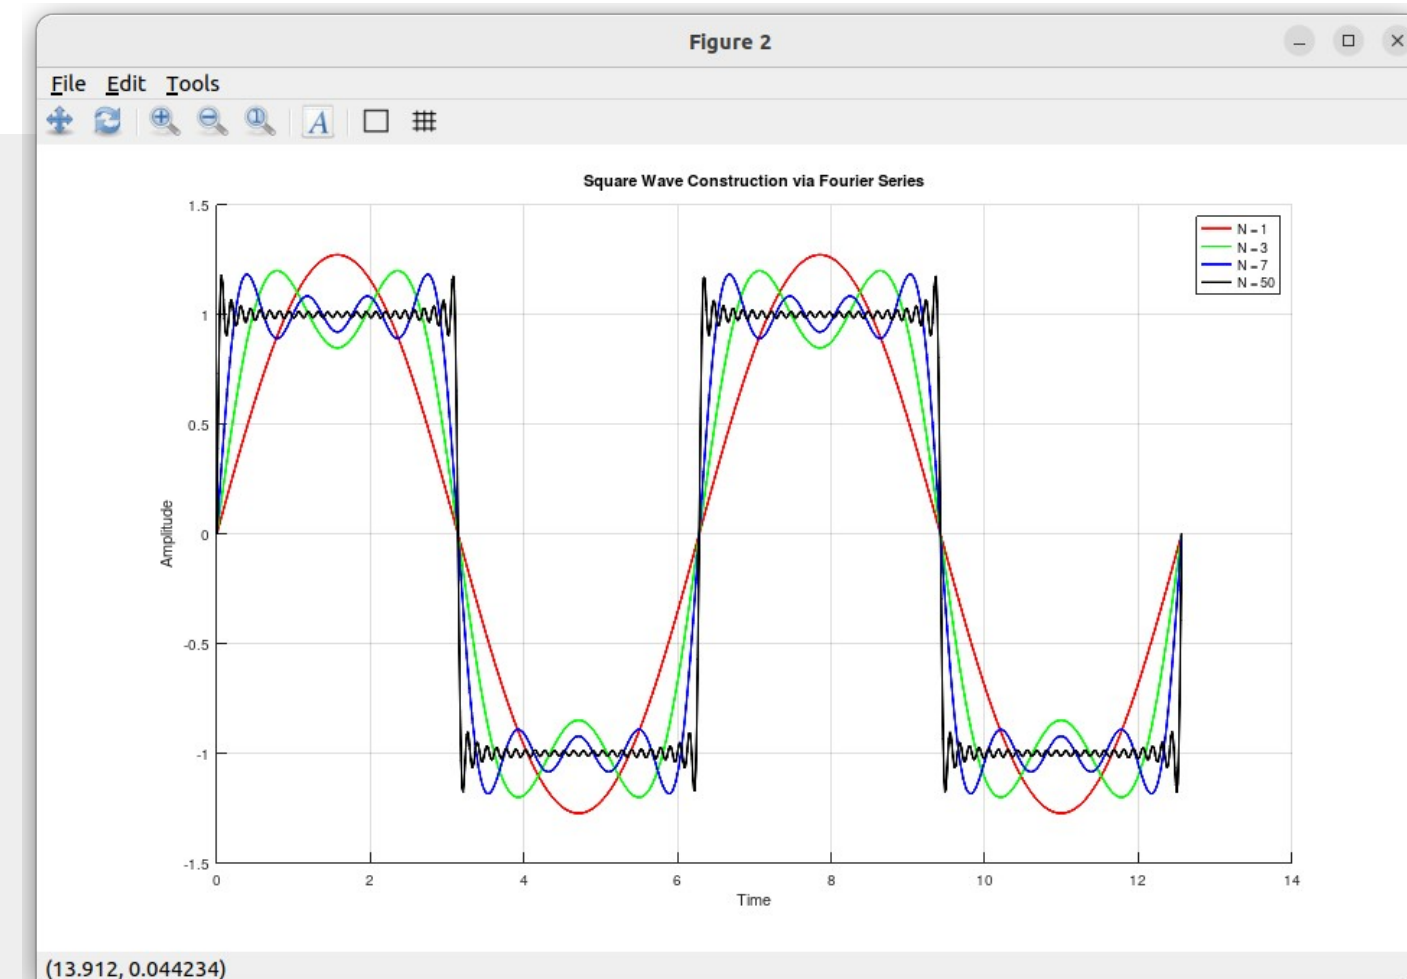 Figure 2
File Edit Tools
A
Square Wave Construction via Fourier Series
1.5
1
0.5
0
-0.5
-1
-1.5
Amplitude
N = 1
N = 3
N = 7
N = 50
0 2 4 6 8 10 12 14
Time
(13.912, 0.044234)